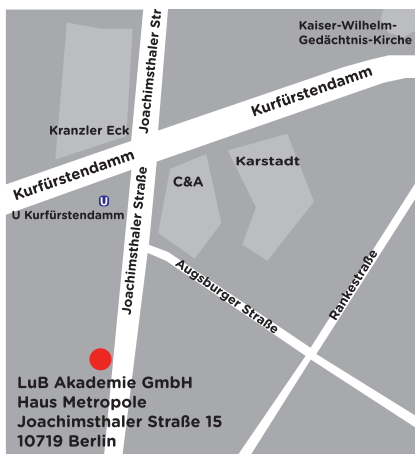 Joachimsthaler Str
Kaiser-Wilhelm-
Gedächtnis-Kirche
Kurfürstendamm
Kranzler Eck
Karstadt
C&A
Kurfürstendamm
U
U Kurfürstendamm
Joachimsthaler Straße
Augsburger Straße
Rankestraße
LuB Akademie GmbH
Haus Metropole
Joachimsthaler Straße 15
10719 Berlin